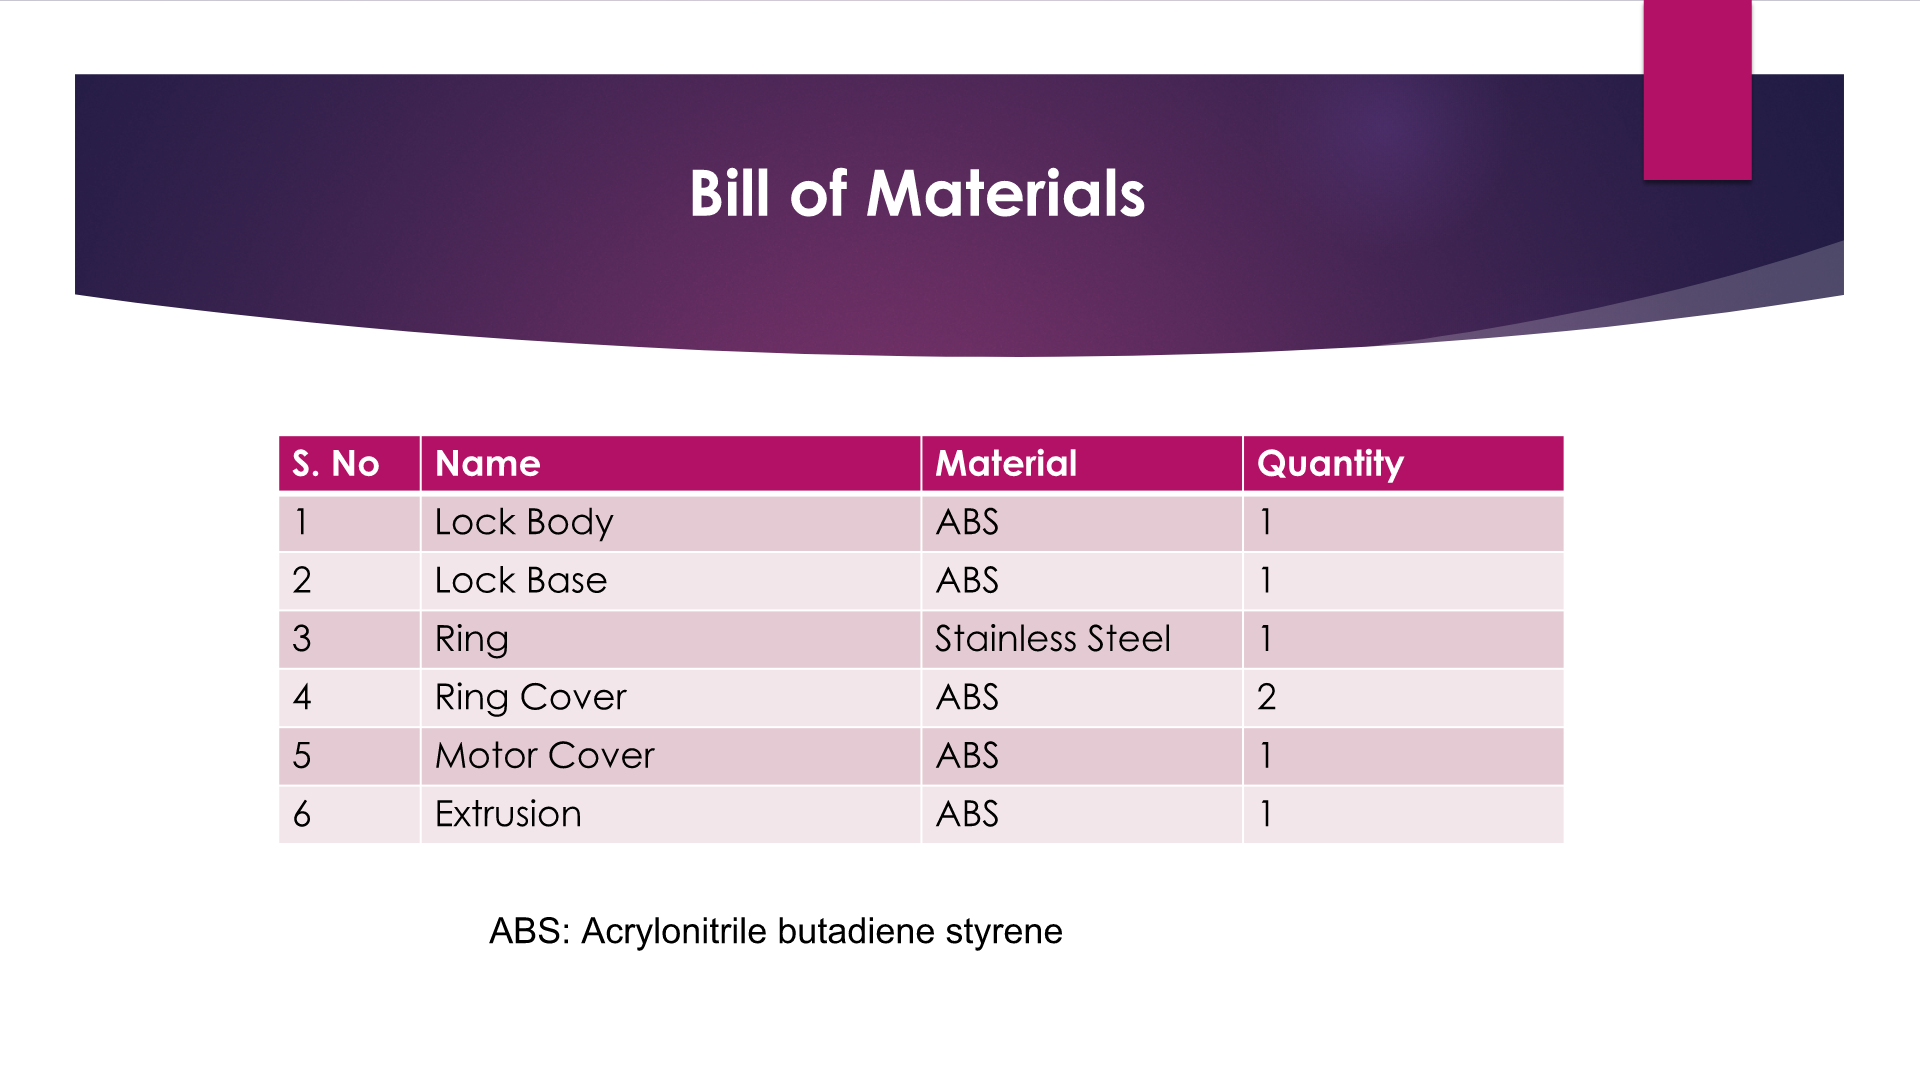 Bill of Materials
S. No Name Material Quantity
1 Lock Body ABS 1
2 Lock Base ABS 1
3 Ring Stainless Steel 1
4 Ring Cover ABS 2
5 Motor Cover ABS 1
6 Extrusion ABS 1
ABS: Acrylonitrile butadiene styrene